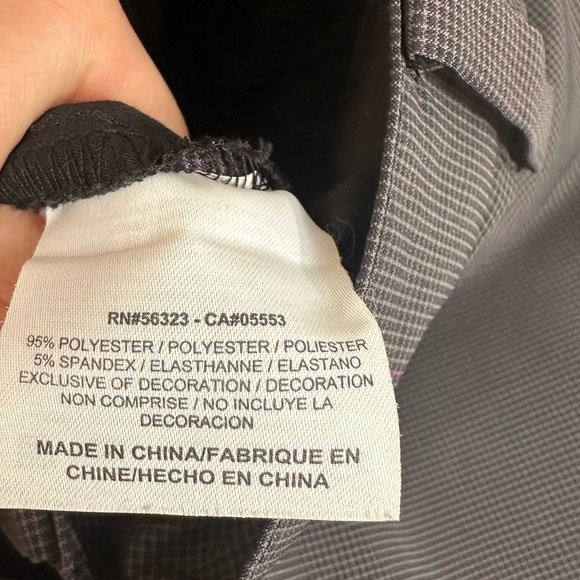 RN#56323 - CA#05553
95% POLYESTER / POLYESTER / POLIESTER
5% SPANDEX / ELASTHANNE / ELASTANO
EXCLUSIVE OF DECORATION / DECORATION
NON COMPRISE / NO INCLUYE LA
DECORACION
MADE IN CHINA/FABRIQUE EN
CHINE/HECHO EN CHINA